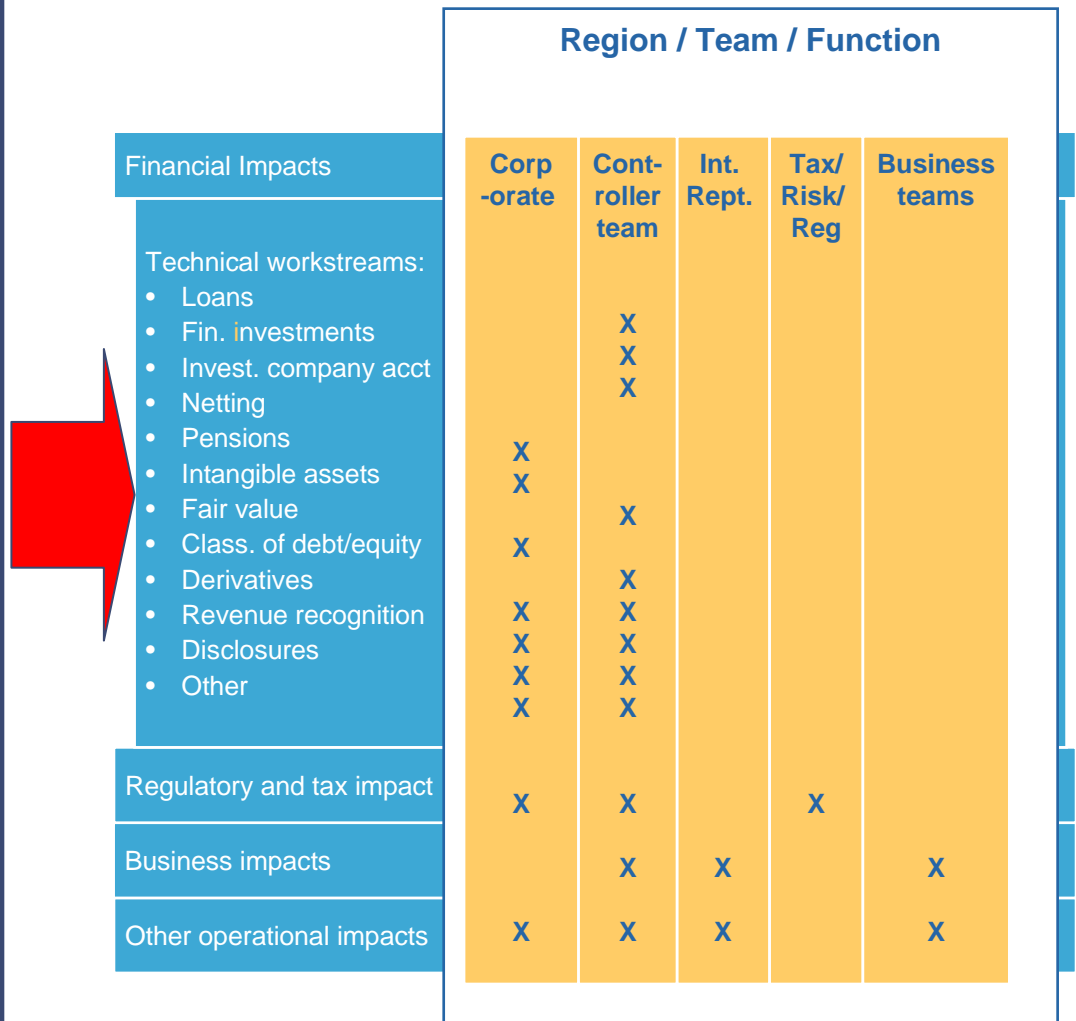 Region / Team / Function
Financial Impacts
Corp
-orate
Cont-
roller
team
Int.
Rept.
Tax/
Risk/
Reg
Business
teams
Technical workstreams:
• Loans
• Fin. investments
X
• Invest. company acct
X
• Netting
X
• Pensions
X
• Intangible assets
X
• Fair value
X
• Class. of debt/equity
X
• Derivatives
X
• Revenue recognition
X X
• Disclosures
X X
• Other
X X
X X
Regulatory and tax impact
X X X
Business impacts
X X X
Other operational impacts
X X X X